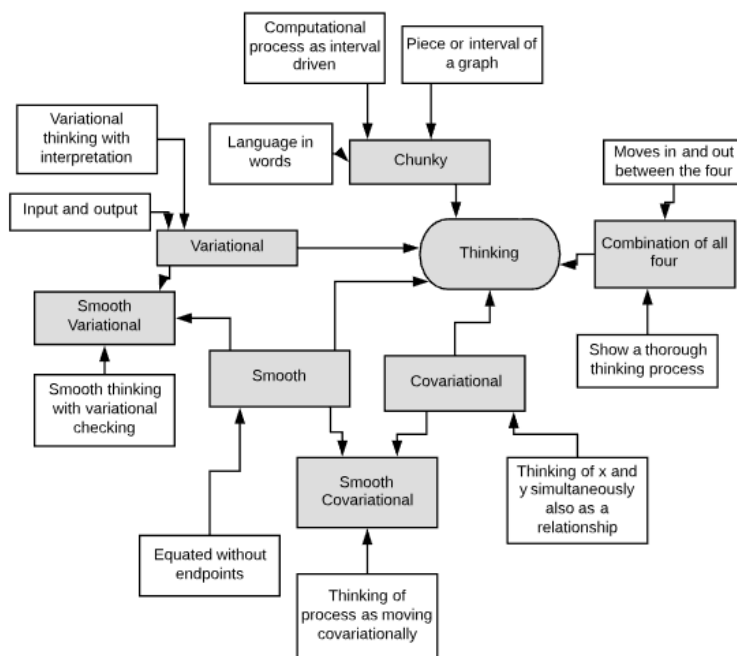 Computational
process as interval
driven
Piece or interval of
a graph
Variational
thinking with
interpretation
Language in
words
Chunky
Moves in and out
between the four
Input and output
Variational
Thinking
Combination of all
four
Smooth
Variational
Smooth
Covariational
Show a thorough
thinking process
Smooth thinking
with variational
checking
Smooth
Covariational
Thinking of x and
y simultaneously
also as a
relationship
Equated without
endpoints
Thinking of
process as moving
covariationally